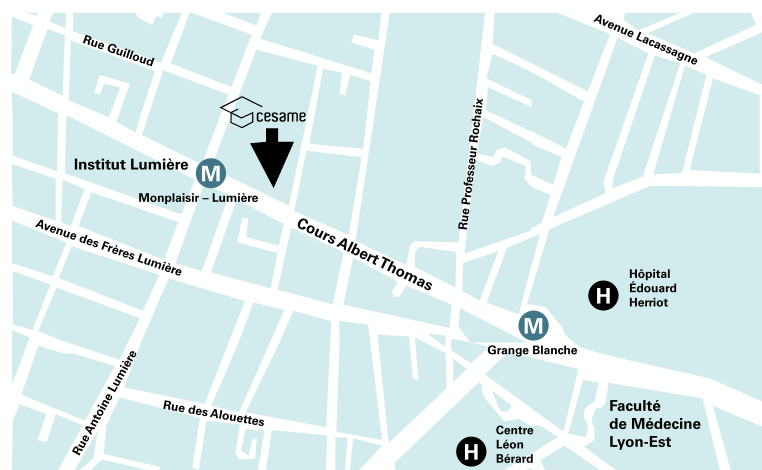 Avenue Lacassagne
Rue Guilloud
cesame
Rue Professeur Rochaix
Institut Lumière
M
Monplaisir – Lumière
Cours Albert Thomas
Avenue des Frères Lumière
H
Hôpital
Édouard
Herriot
M
Grange Blanche
Rue Antoine Lumière
Rue des Alouettes
Faculté
de Médecine
Lyon-Est
H
Centre
Léon
Bérard